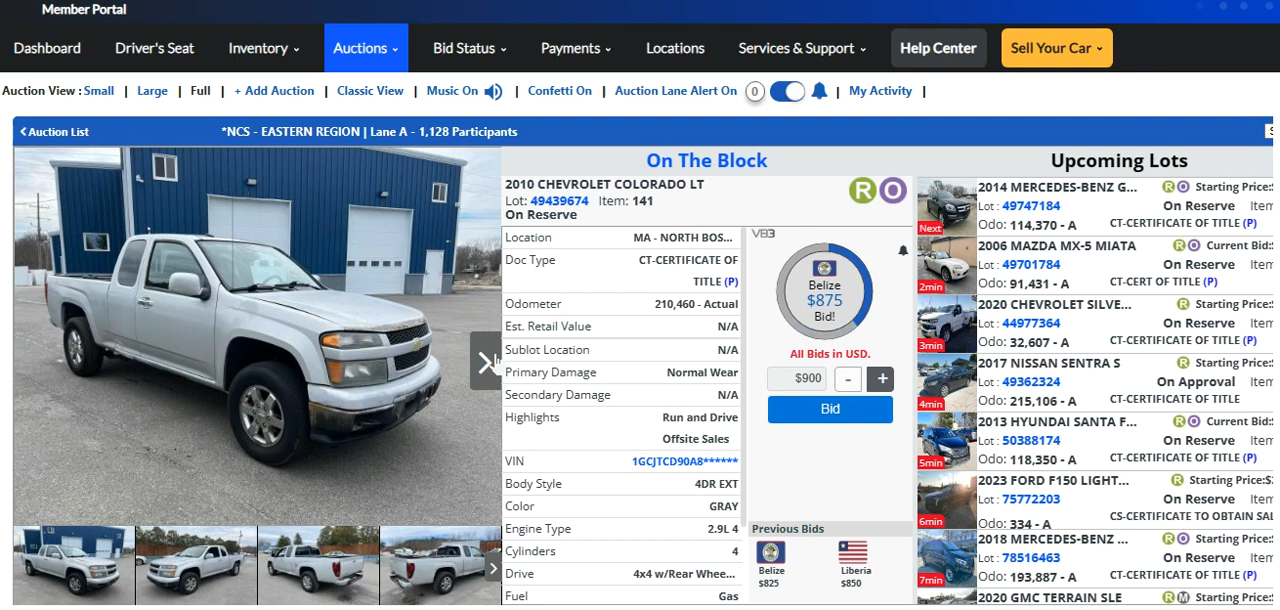 Member Portal
Dashboard Driver's Seat Inventory Auctions Bid Status Payments Locations Services & Support Help Center Sell Your Car
Auction View : Small | Large | Full | + Add Auction | Classic View | Music On | Confetti On | Auction Lane Alert On 0 | My Activity |
Auction List *NCS - EASTERN REGION | Lane A - 1,128 Participants
On The Block
2010 CHEVROLET COLORADO LT R O
Lot: 49439674 Item: 141
On Reserve
Location MA - NORTH BOS...
Doc Type CT-CERTIFICATE OF
TITLE (P)
Odometer 210,460 - Actual
Est. Retail Value N/A
Sublot Location N/A
Primary Damage Normal Wear
Secondary Damage N/A
Highlights Run and Drive
Offsite Sales
VIN 1GCJTCD90A8******
Body Style 4DR EXT
Color GRAY
Engine Type 2.9L 4
Cylinders 4
Drive 4x4 w/Rear Whee...
Fuel Gas
VB3
Belize
$875
Bid!
All Bids in USD.
$900 - +
Bid
Previous Bids
Belize
$825
Liberia
$850
Upcoming Lots
2014 MERCEDES-BENZ G... R O Starting Price:
Lot : 49747184 On Reserve Item
Next Odo: 114,370 - A CT-CERTIFICATE OF TITLE (P)
2006 MAZDA MX-5 MIATA R O Current Bid:
Lot : 49701784 On Reserve Item
2min Odo: 91,431 - A CT-CERT OF TITLE (P)
2020 CHEVROLET SILVE... R Starting Price:
Lot : 44977364 On Reserve Item
3min Odo: 32,607 - A CT-CERTIFICATE OF TITLE (P)
2017 NISSAN SENTRA S R Starting Price:
Lot : 49362324 On Approval Item
4min Odo: 215,106 - A CT-CERTIFICATE OF TITLE
2013 HYUNDAI SANTA F... R O Current Bid:
Lot : 50388174 On Reserve Item
5min Odo: 118,350 - A CT-CERTIFICATE OF TITLE (P)
2023 FORD F150 LIGHT... R Starting Price:
Lot : 75772203 On Reserve Item
6min Odo: 334 - A CS-CERTIFICATE TO OBTAIN SAL
2018 MERCEDES-BENZ ... R O Starting Price:
Lot : 78516463 On Reserve Item
7min Odo: 193,887 - A CT-CERTIFICATE OF TITLE (P)
2020 GMC TERRAIN SLE R M Starting Price: